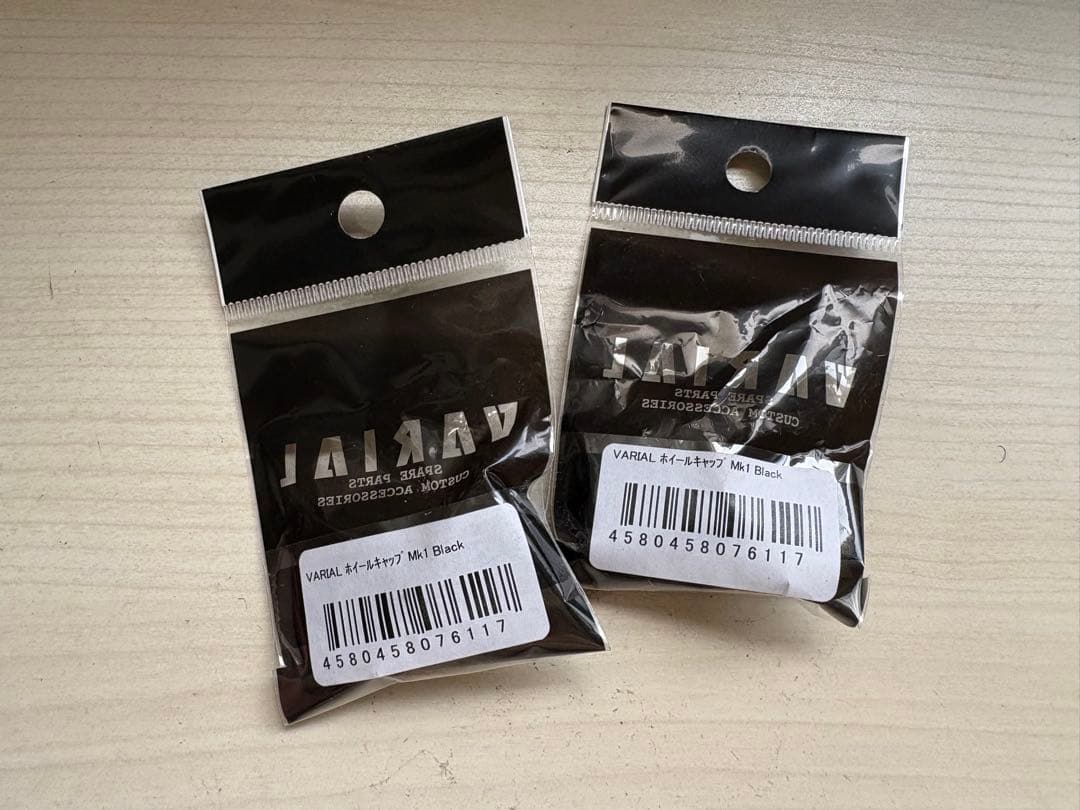 VARIAL
SPARE PARTS
CUSTOM ACCESSORIES
VARIAL ﾎｲｰﾙｷｬｯﾌﾟ Mk1 Black
4580458076117
VARIAL
SPARE PARTS
CUSTOM ACCESSORIES
VARIAL ﾎｲｰﾙｷｬｯﾌﾟ Mk1 Black
4580458076117